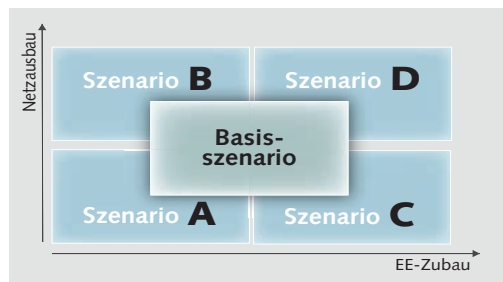 Netzausbau
Szenario B
Szenario D
Basis-
szenario
Szenario A
Szenario C
EE-Zubau